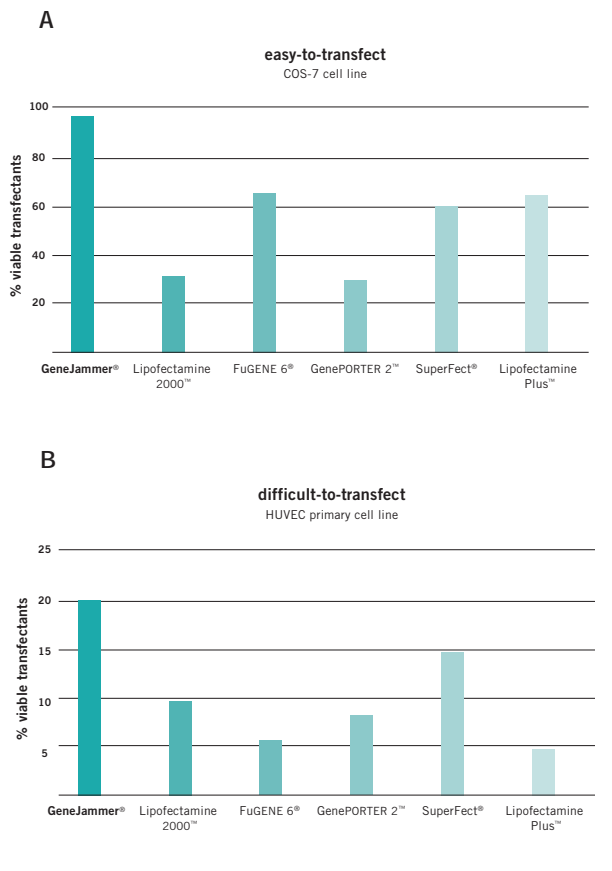 A
easy-to-transfect
COS-7 cell line
% viable transfectants
100
80
60
40
20
GeneJammer® Lipofectamine 2000™ FuGENE 6® GenePORTER 2™ SuperFect® Lipofectamine Plus™
B
difficult-to-transfect
HUVEC primary cell line
% viable transfectants
25
20
15
10
5
GeneJammer® Lipofectamine 2000™ FuGENE 6® GenePORTER 2™ SuperFect® Lipofectamine Plus™